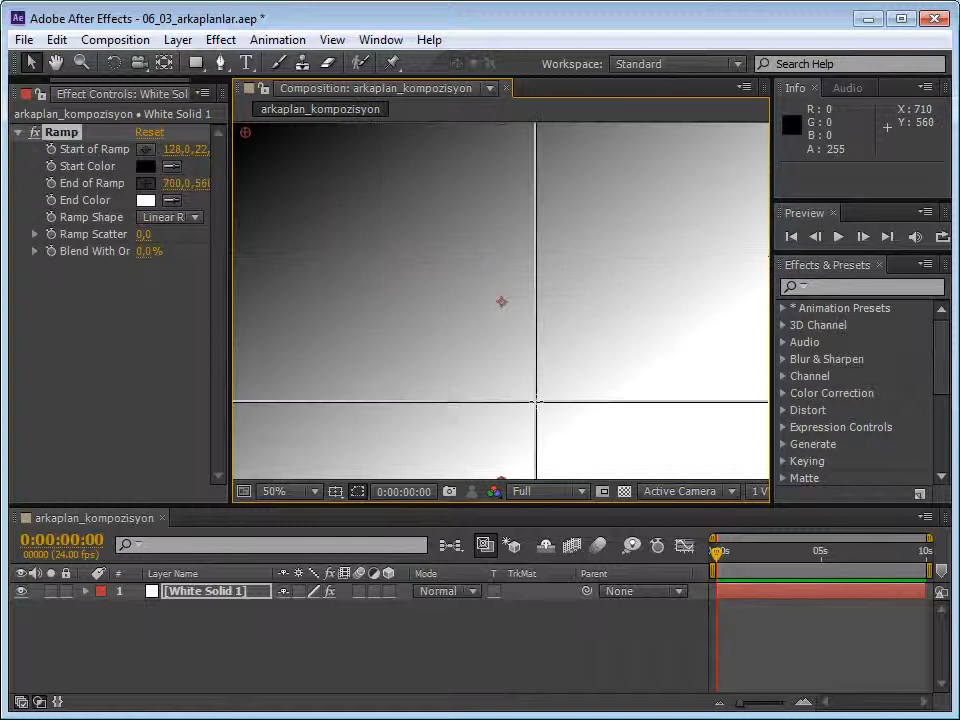 Adobe After Effects - 06_03_arkaplanlar.aep *
File Edit Composition Layer Effect Animation View Window Help
Workspace: Standard Search Help
Effect Controls: White Sol
Composition: arkaplan_kompozisyon
Info Audio
arkaplan_kompozisyon • White Solid 1
arkaplan_kompozisyon
fx Ramp Reset
Start of Ramp 128,0,22,
Start Color
End of Ramp 700,0,560
End Color
Ramp Shape Linear R
Ramp Scatter 0,0
Blend With Or 0,0%
R: 0
G: 0
B: 0
A: 255
X: 710
Y: 560
Preview
Effects & Presets
* Animation Presets
3D Channel
Audio
Blur & Sharpen
Channel
Color Correction
Distort
Expression Controls
Generate
Keying
Matte
50% 0:00:00:00 Full Active Camera 1 V
arkaplan_kompozisyon
0:00:00:00
00000 (24.00 fps)
05s 10s
# Layer Name fx Mode T TrkMat Parent
1 [White Solid 1] fx Normal None